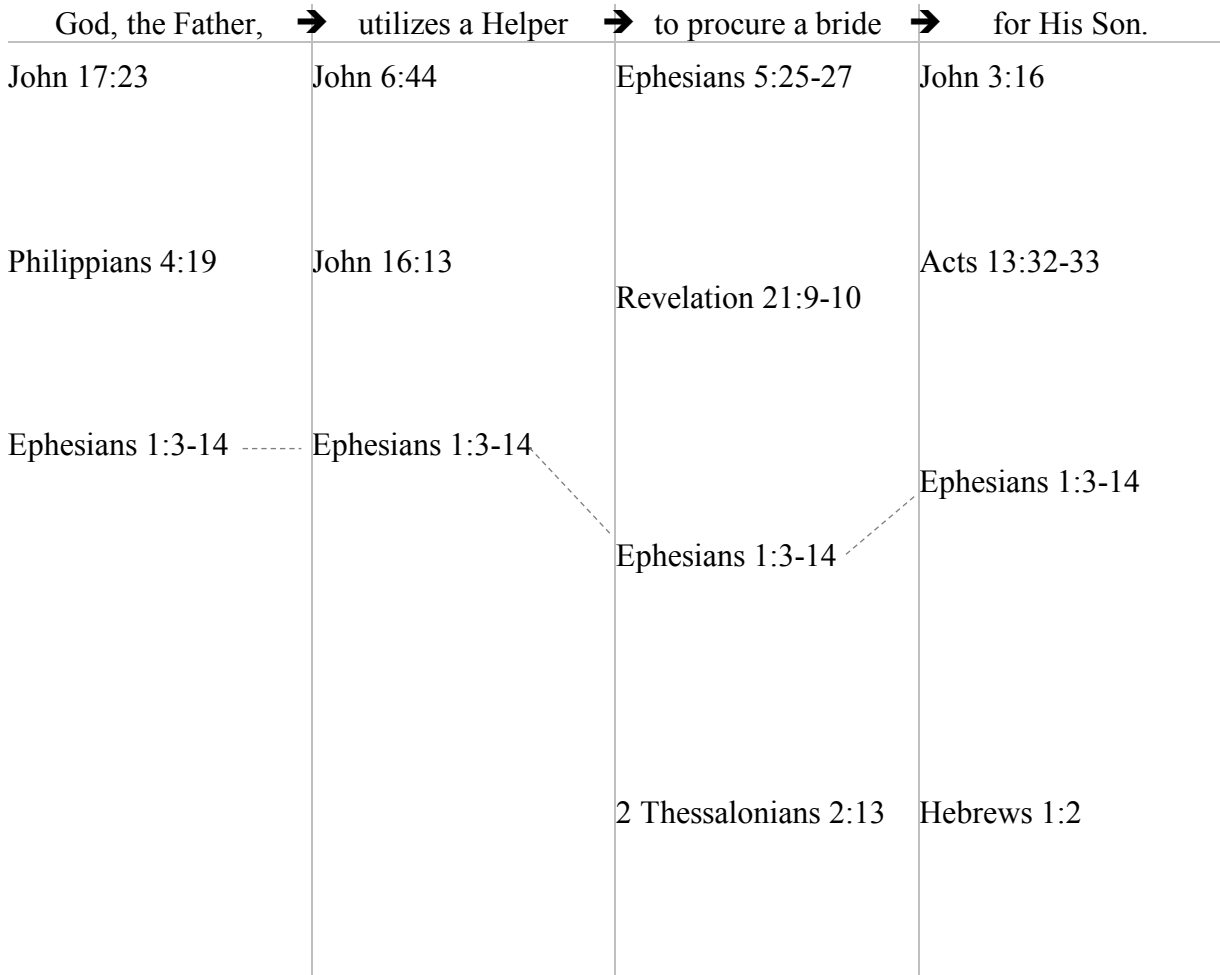 God, the Father, ➔ utilizes a Helper ➔ to procure a bride ➔ for His Son.
John 17:23 John 6:44 Ephesians 5:25-27 John 3:16
Philippians 4:19 John 16:13 Acts 13:32-33
Revelation 21:9-10
Ephesians 1:3-14 Ephesians 1:3-14
Ephesians 1:3-14
Ephesians 1:3-14
2 Thessalonians 2:13 Hebrews 1:2